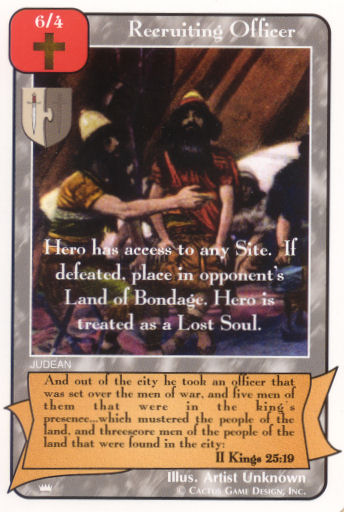 6/4
Recruiting Officer
Hero has access to any Site. If
defeated, place in opponent's
Land of Bondage. Hero is
treated as a Lost Soul.
JUDEAN
And out of the city he took an officer that
was set over the men of war, and five men of
them that were in the king's
presence...which mustered the people of the
land, and threescore men of the people of the
land that were found in the city:
II Kings 25:19
Illus. Artist Unknown
© Cactus Game Design, Inc.